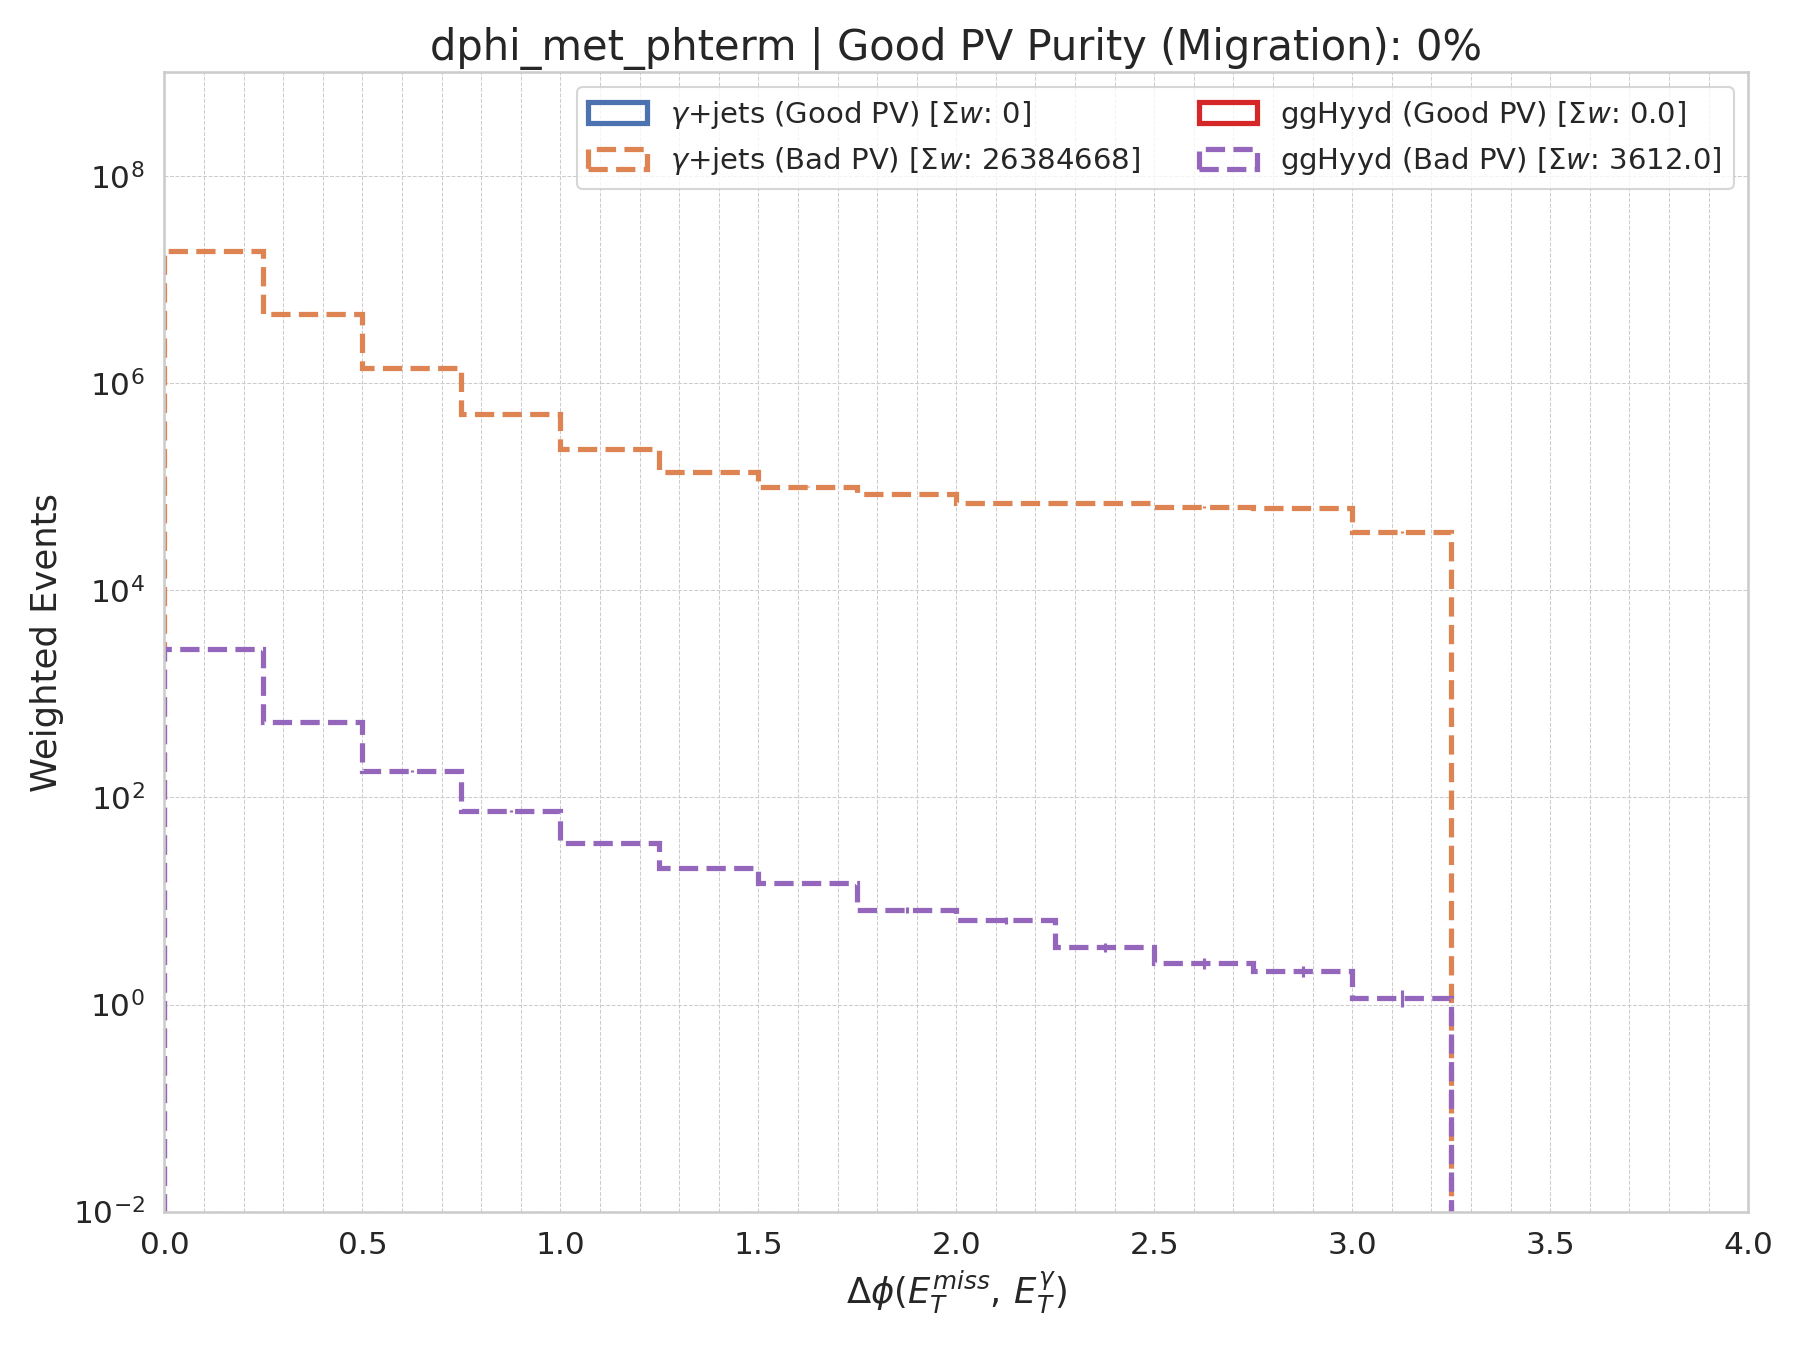 dphi_met_phterm | Good PV Purity (Migration): 0%
γ+jets (Good PV) [Σw: 0]
γ+jets (Bad PV) [Σw: 26384668]
ggHyyd (Good PV) [Σw: 0.0]
ggHyyd (Bad PV) [Σw: 3612.0]
Weighted Events
10^8
10^6
10^4
10^2
10^0
10^−2
0.0 0.5 1.0 1.5 2.0 2.5 3.0 3.5 4.0
Δϕ(E_T^miss, E_T^γ)